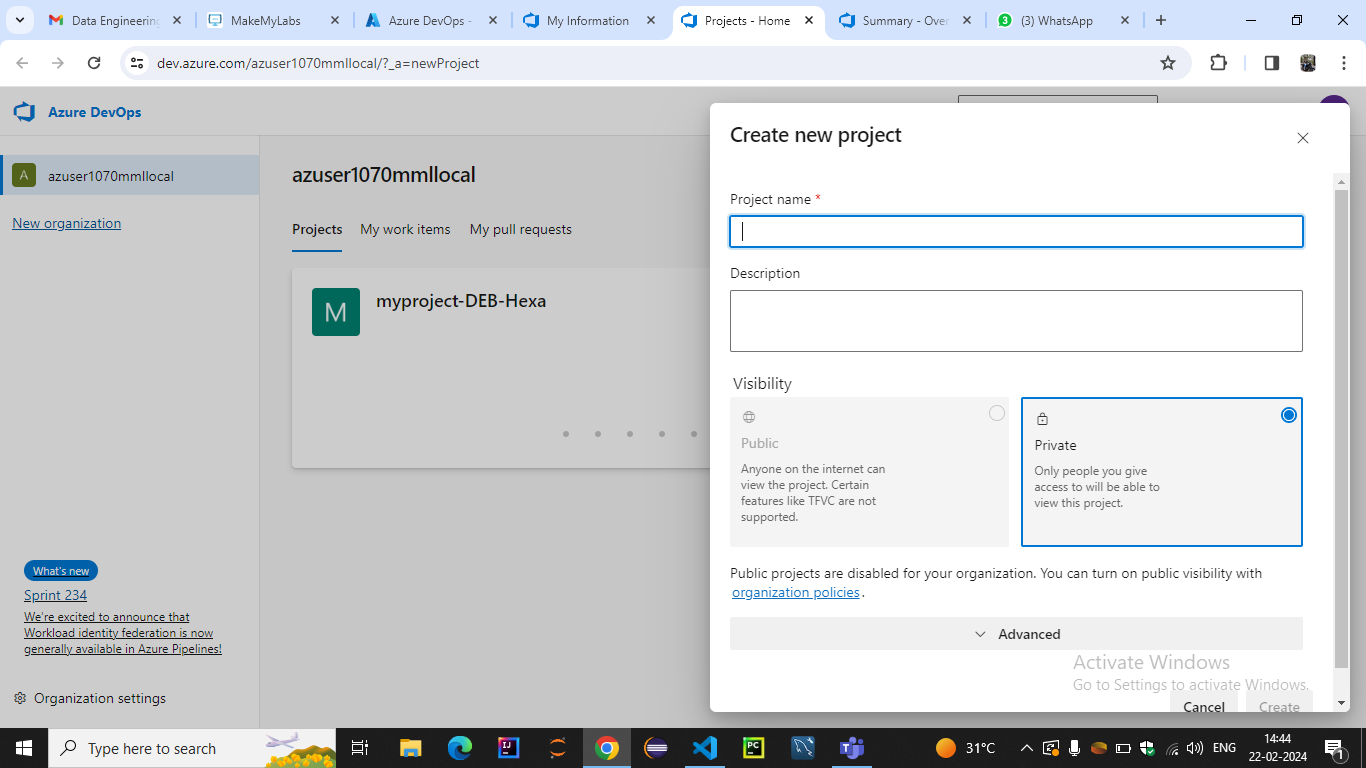 Data Engineering
MakeMyLabs
Azure DevOps -
My Information
Projects - Home
Summary - Over
3
(3) WhatsApp
dev.azure.com/azuser1070mmllocal/?_a=newProject
Azure DevOps
A
azuser1070mmllocal
New organization
What's new
Sprint 234
We're excited to announce that
Workload identity federation is now
generally available in Azure Pipelines!
Organization settings
azuser1070mmllocal
Projects My work items My pull requests
M
myproject-DEB-Hexa
Create new project
Project name *
Description
Visibility
Public
Anyone on the internet can
view the project. Certain
features like TFVC are not
supported.
Private
Only people you give
access to will be able to
view this project.
Public projects are disabled for your organization. You can turn on public visibility with
organization policies.
Advanced
Activate Windows
Go to Settings to activate Windows.
Cancel Create
Type here to search
31°C
ENG
14:44
22-02-2024
1